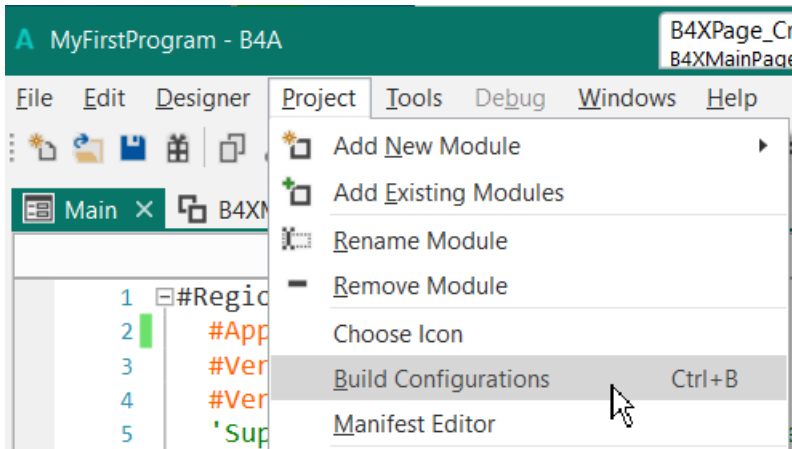 A MyFirstProgram - B4A
B4XPage_Cr
B4XMainPage
File Edit Designer Project Tools Debug Windows Help
Add New Module
Add Existing Modules
Main × B4XM
Rename Module
Remove Module
1 #Regio
2 #App
Choose Icon
3 #Ver
Build Configurations Ctrl+B
4 #Ver
Manifest Editor
5 'Sup